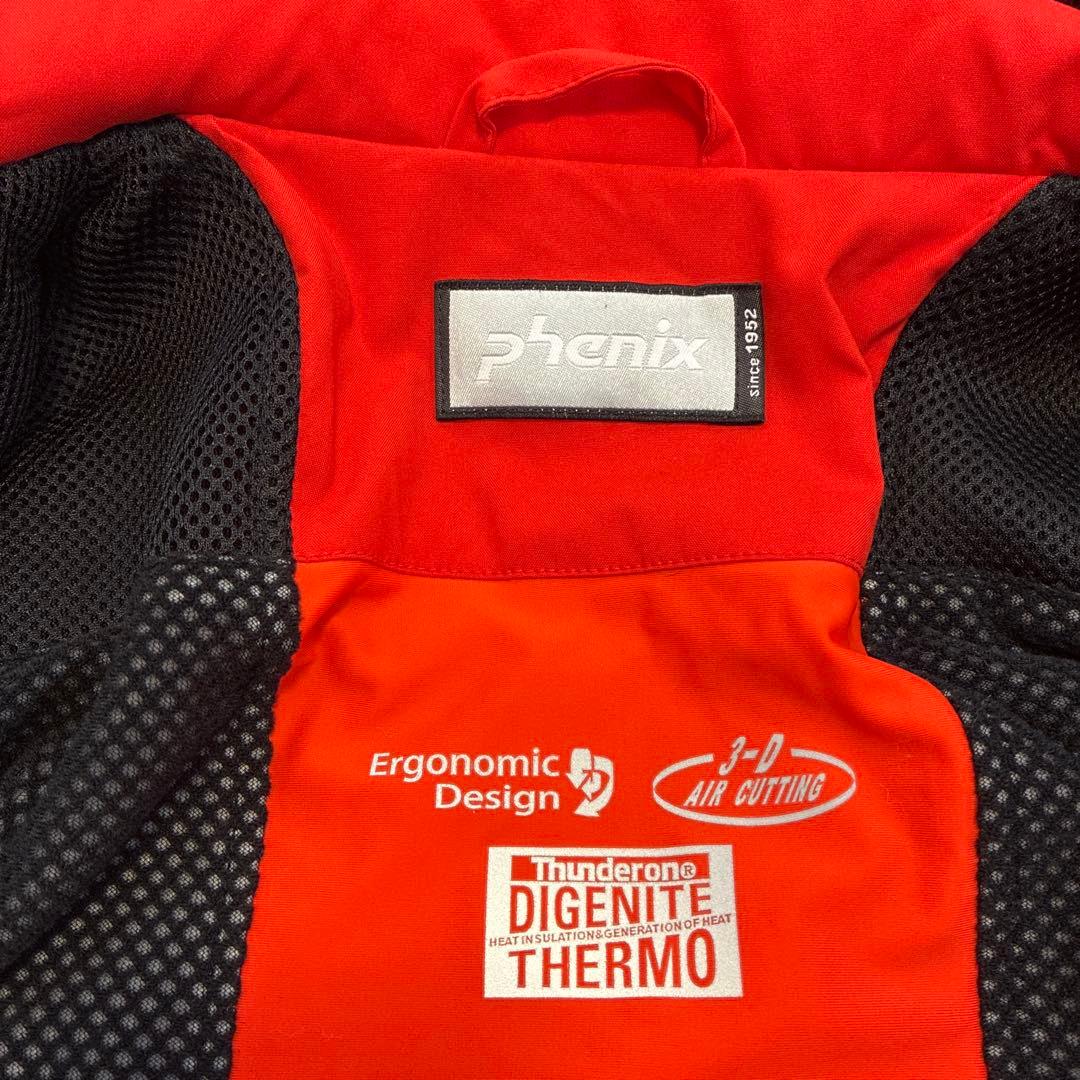 phenix
since 1952
Ergonomic
Design
3-D
AIR CUTTING
Thunderon®
DIGENITE
HEAT INSULATION&GENERATION OF HEAT
THERMO